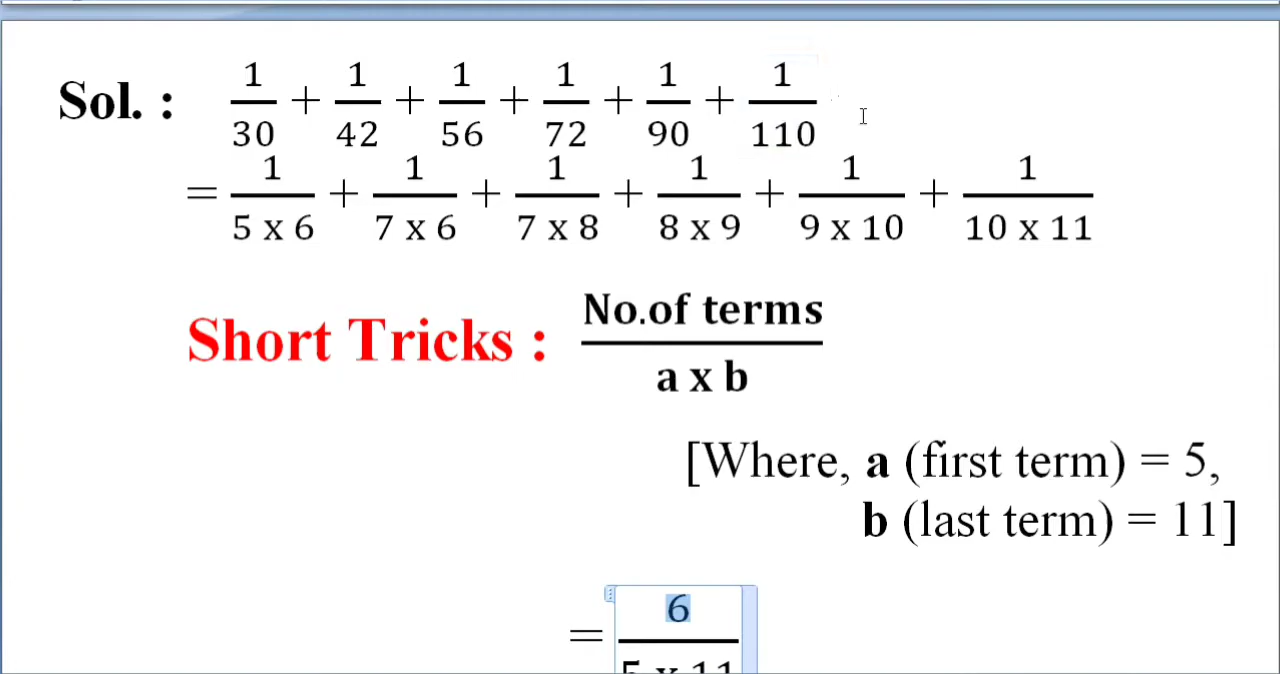 Sol. : 1/30 + 1/42 + 1/56 + 1/72 + 1/90 + 1/110
= 1/5 x 6 + 1/7 x 6 + 1/7 x 8 + 1/8 x 9 + 1/9 x 10 + 1/10 x 11
Short Tricks : No.of terms/a x b
[Where, a (first term) = 5,
b (last term) = 11]
= 6/5 x 11